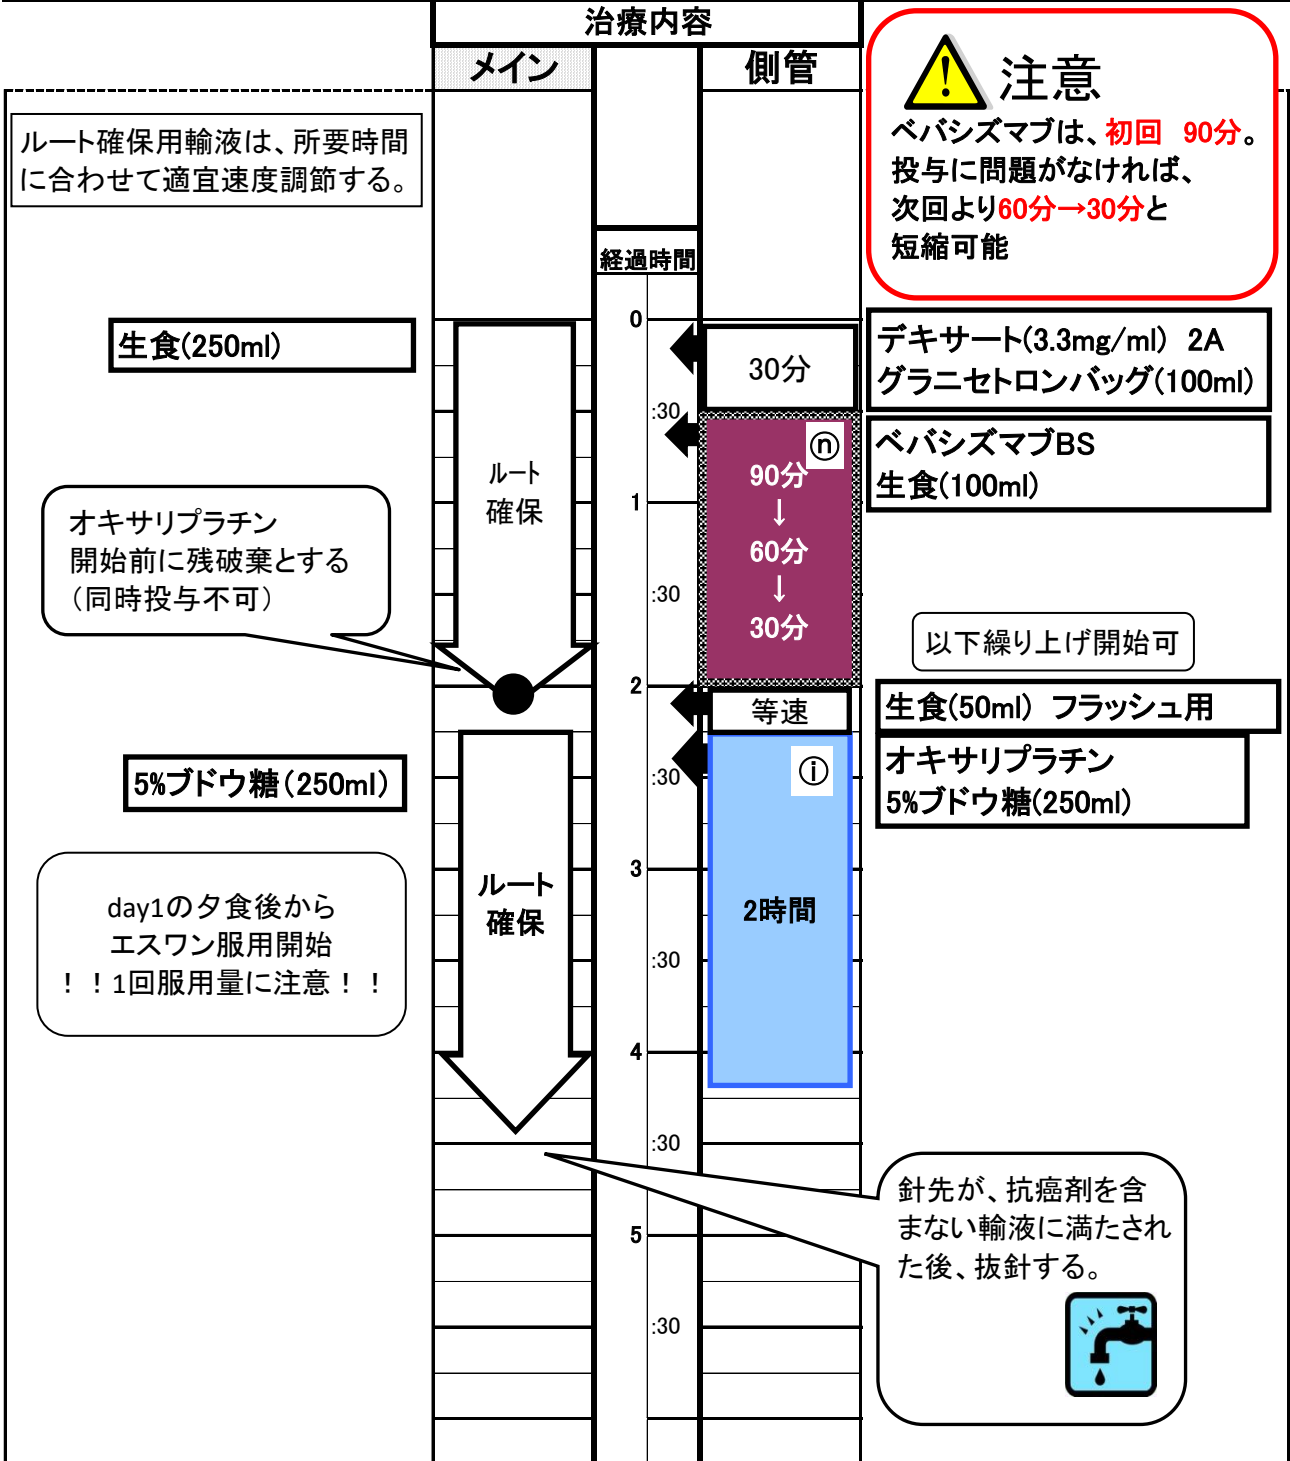 治療内容
メイン
側管
注意
ベバシズマブは、初回 90分。
投与に問題がなければ、
次回より60分→30分と
短縮可能
ルート確保用輸液は、所要時間
に合わせて適宜速度調節する。
経過時間
0
生食(250ml)
30分
デキサート(3.3mg/ml) 2A
グラニセトロンバッグ(100ml)
:30
ⓝ
ベバシズマブBS
生食(100ml)
ルート
確保
90分
↓
60分
↓
30分
1
オキサリプラチン
開始前に残破棄とする
（同時投与不可）
:30
以下繰り上げ開始可
2
等速
生食(50ml) フラッシュ用
5%ブドウ糖（250ml）
:30
ⓘ
オキサリプラチン
5%ブドウ糖(250ml)
3
ルート
確保
2時間
day1の夕食後から
エスワン服用開始
！！1回服用量に注意！！
:30
4
:30
針先が、抗癌剤を含
まない輸液に満たされ
た後、抜針する。
5
:30